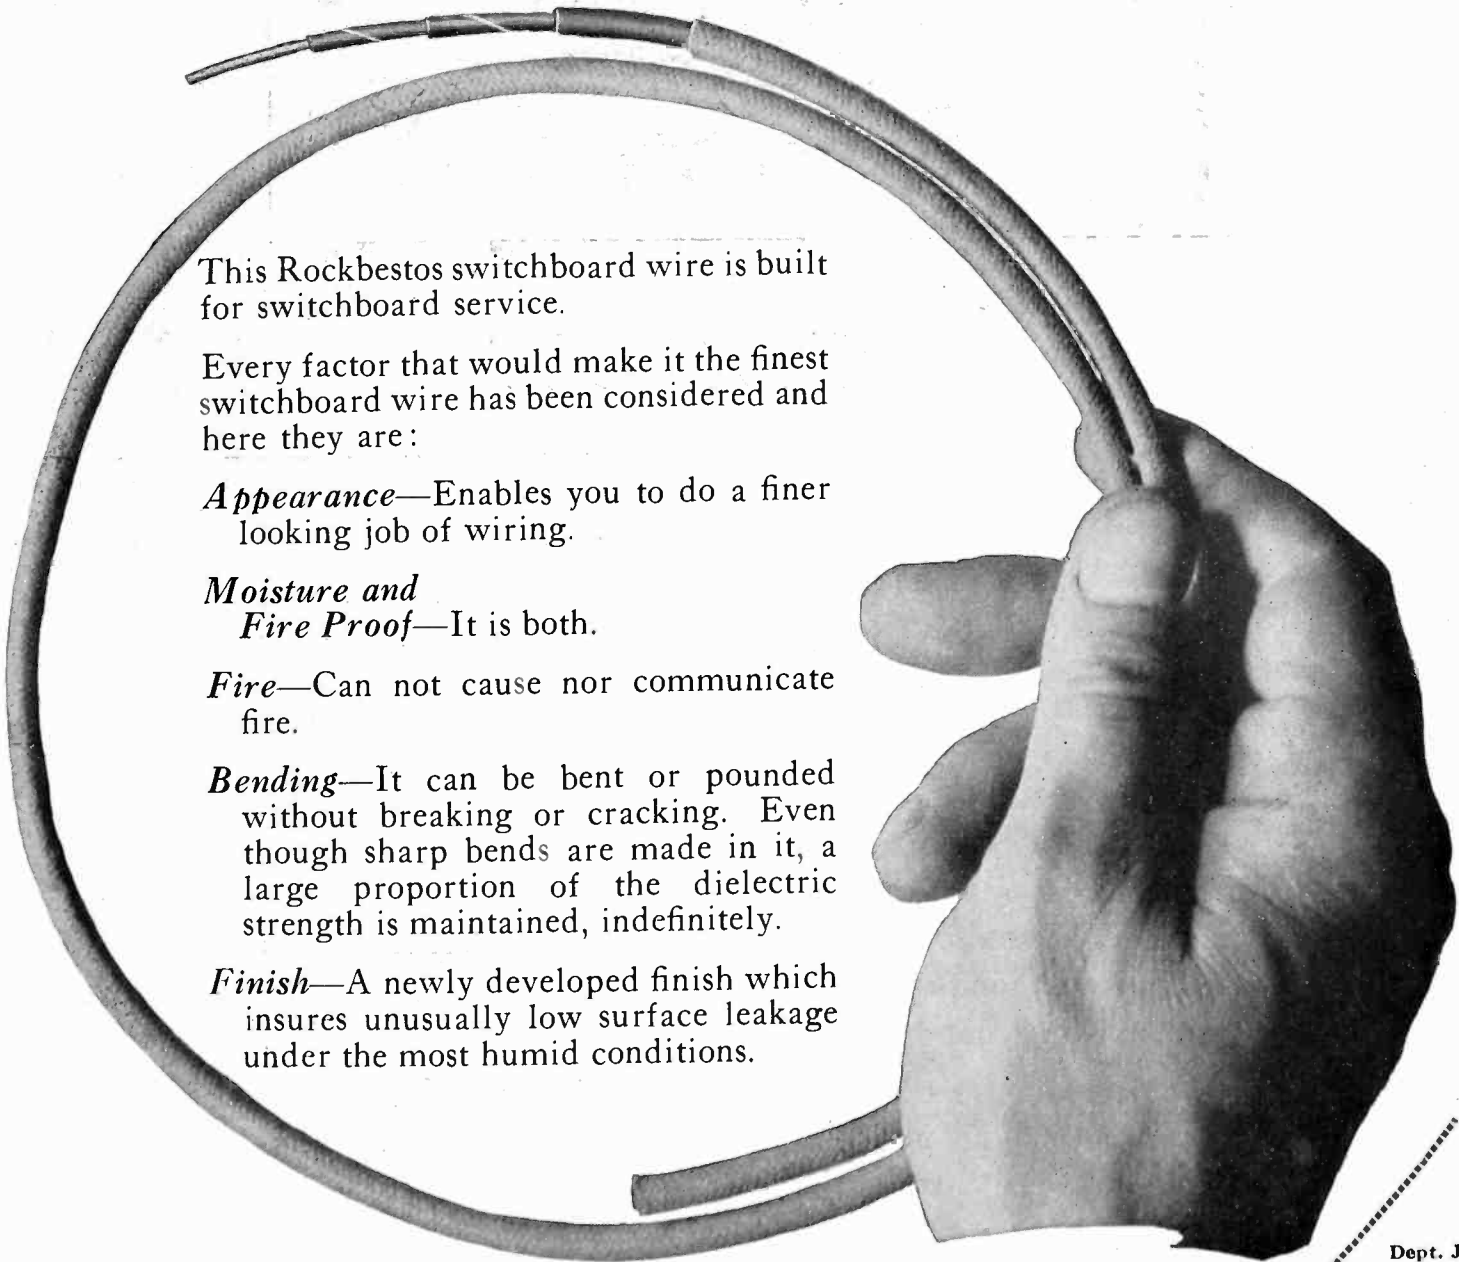 This Rockbestos switchboard wire is built
for switchboard service.
Every factor that would make it the finest
switchboard wire has been considered and
here they are:
Appearance—Enables you to do a finer
looking job of wiring.
Moisture and
Fire Proof—It is both.
Fire—Can not cause nor communicate
fire.
Bending—It can be bent or pounded
without breaking or cracking. Even
though sharp bends are made in it, a
large proportion of the dielectric
strength is maintained, indefinitely.
Finish—A newly developed finish which
insures unusually low surface leakage
under the most humid conditions.
Dept. J